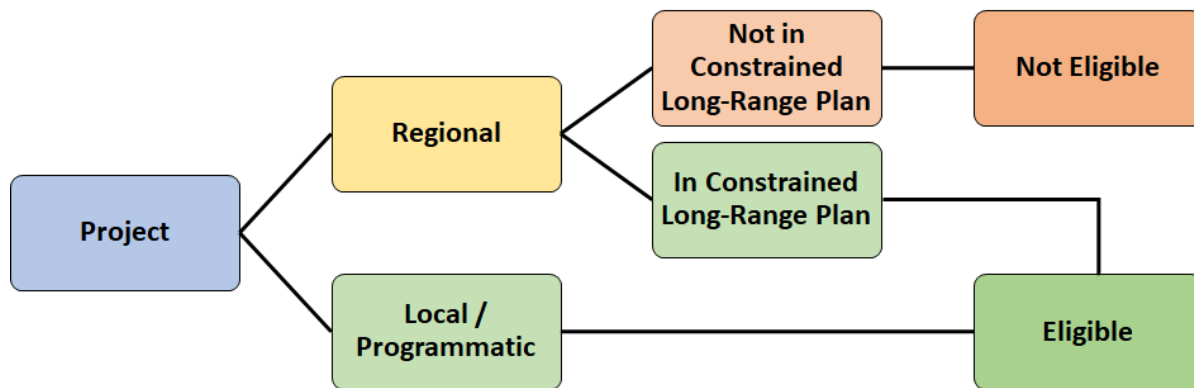 Project
Regional
Local /
Programmatic
Not in
Constrained
Long-Range Plan
In Constrained
Long-Range Plan
Not Eligible
Eligible